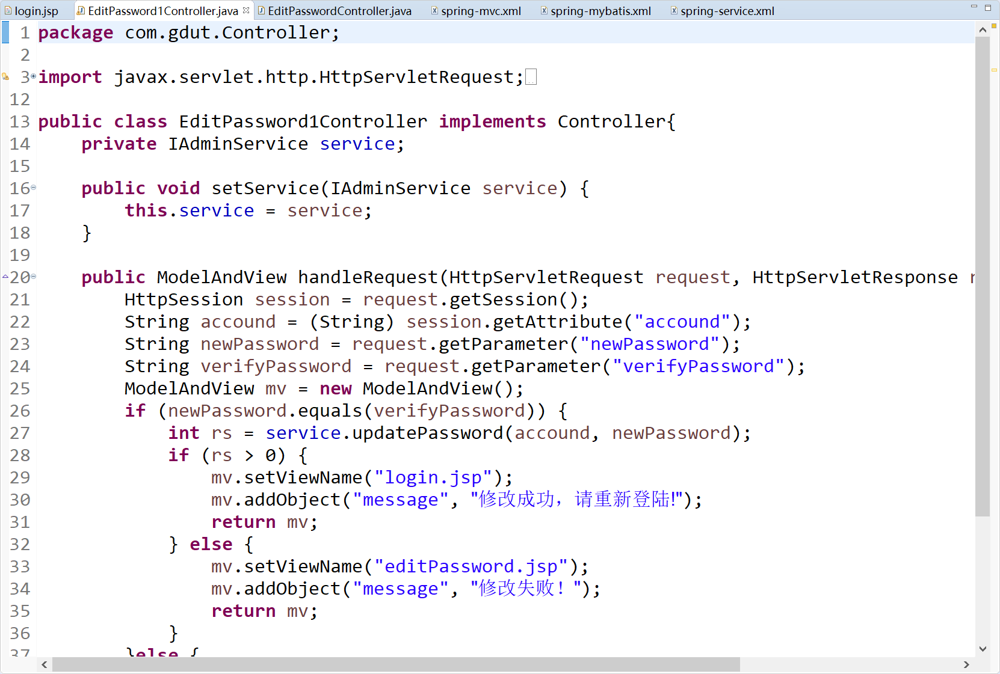 login.jsp EditPassword1Controller.java EditPasswordController.java spring-mvc.xml spring-mybatis.xml spring-service.xml
1 package com.gdut.Controller;
2
3 import javax.servlet.http.HttpServletRequest;
12
13 public class EditPassword1Controller implements Controller{
14 private IAdminService service;
15
16 public void setService(IAdminService service) {
17 this.service = service;
18 }
19
20 public ModelAndView handleRequest(HttpServletRequest request, HttpServletResponse r
21 HttpSession session = request.getSession();
22 String accound = (String) session.getAttribute("accound");
23 String newPassword = request.getParameter("newPassword");
24 String verifyPassword = request.getParameter("verifyPassword");
25 ModelAndView mv = new ModelAndView();
26 if (newPassword.equals(verifyPassword)) {
27 int rs = service.updatePassword(accound, newPassword);
28 if (rs > 0) {
29 mv.setViewName("login.jsp");
30 mv.addObject("message", "修改成功，请重新登陆!");
31 return mv;
32 } else {
33 mv.setViewName("editPassword.jsp");
34 mv.addObject("message", "修改失败！");
35 return mv;
36 }
37 }else {